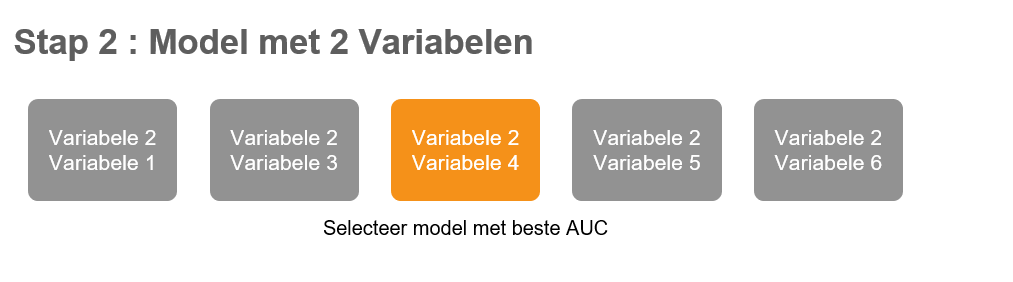 Stap 2 : Model met 2 Variabelen
Variabele 2
Variabele 1
Variabele 2
Variabele 3
Variabele 2
Variabele 4
Variabele 2
Variabele 5
Variabele 2
Variabele 6
Selecteer model met beste AUC